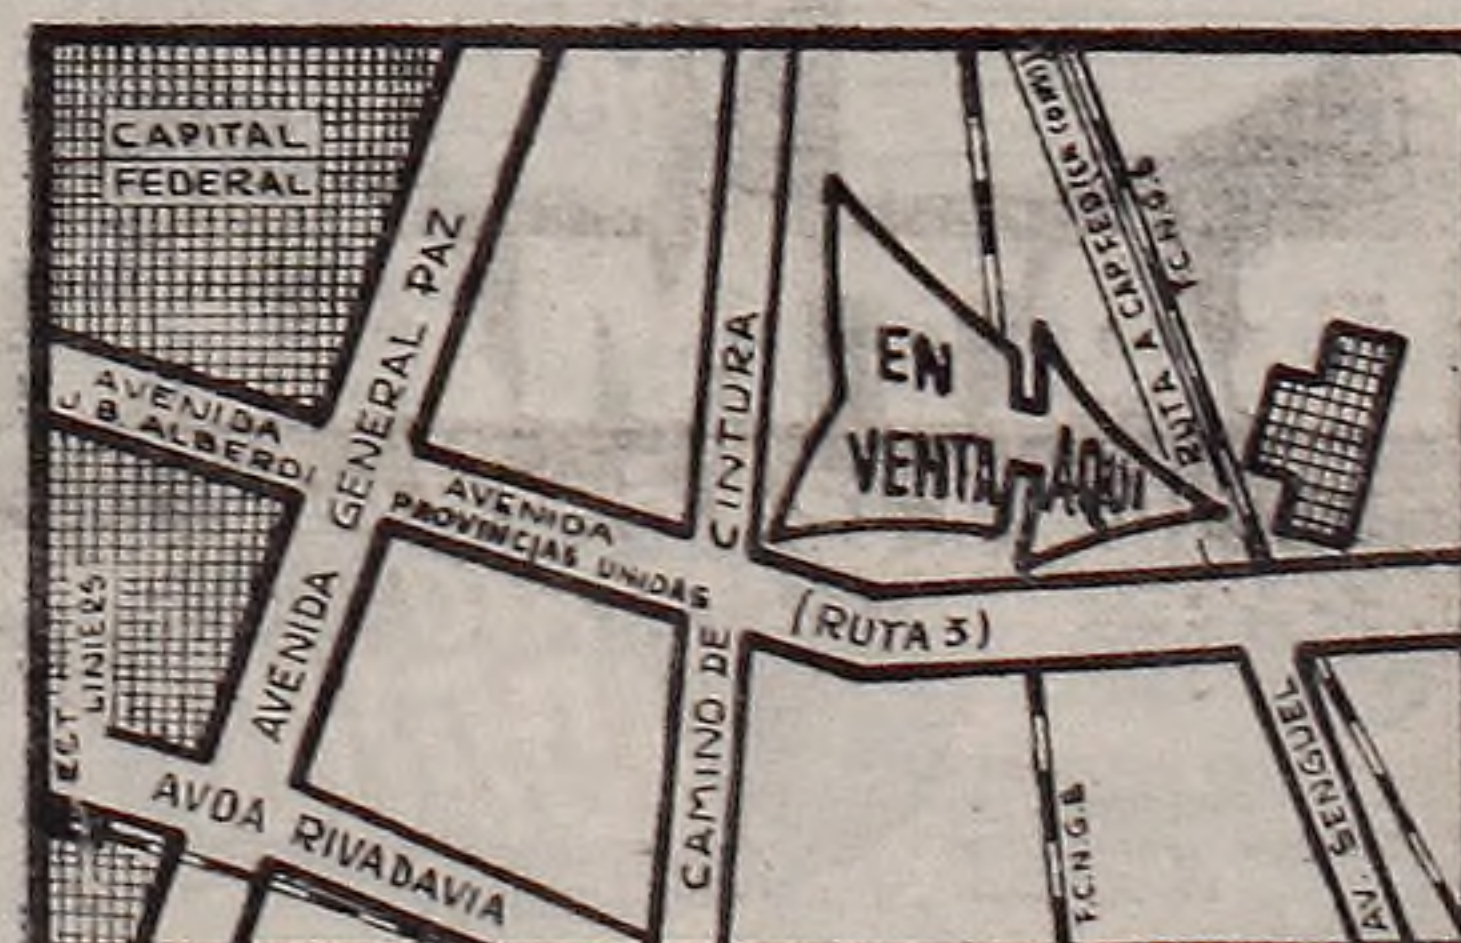 CAPITAL
FEDERAL
AVENIDA
J.B. ALBERDI
AVENIDA GENERAL PAZ
AVENIDA
PROVINCIAS UNIDAS
(RUTA 3)
CAMINO DE CINTURA
EN
VENTA AQUI
RUTA A CAP. FED.
F.C.N.G.B
LINIERS
AVDA RIVADAVIA
F.C.N.G.B
AV. SENGUEL